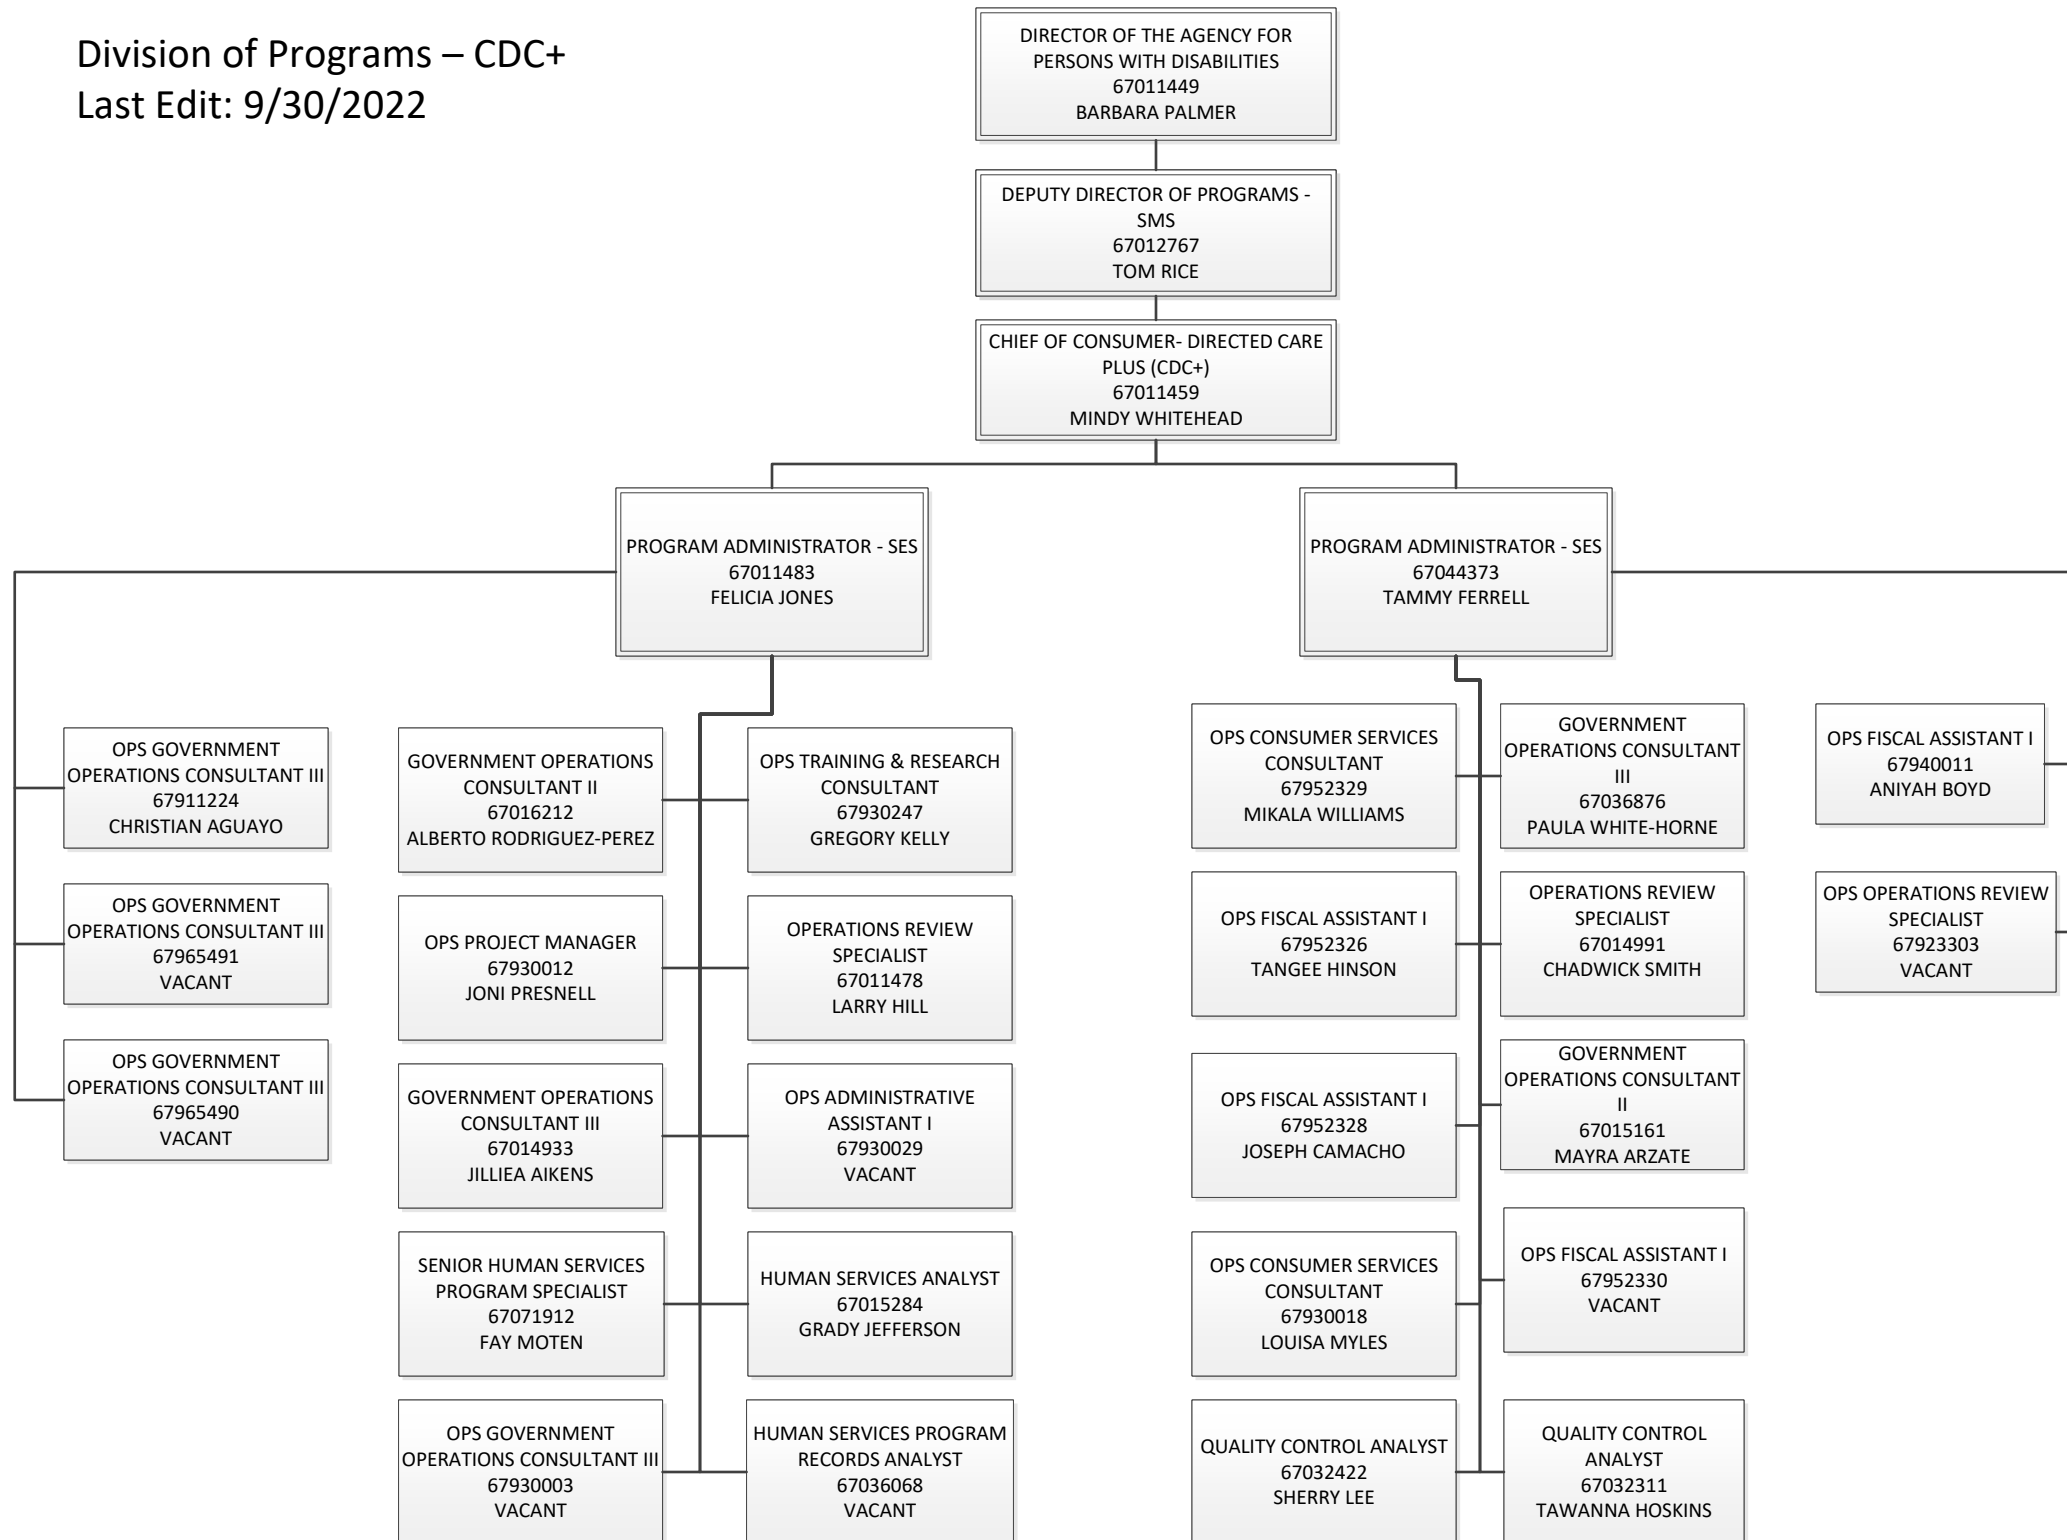 Division of Programs – CDC+
Last Edit: 9/30/2022
DIRECTOR OF THE AGENCY FOR
PERSONS WITH DISABILITIES
67011449
BARBARA PALMER
DEPUTY DIRECTOR OF PROGRAMS -
SMS
67012767
TOM RICE
CHIEF OF CONSUMER- DIRECTED CARE
PLUS (CDC+)
67011459
MINDY WHITEHEAD
PROGRAM ADMINISTRATOR - SES
67011483
FELICIA JONES
PROGRAM ADMINISTRATOR - SES
67044373
TAMMY FERRELL
OPS GOVERNMENT
OPERATIONS CONSULTANT III
67911224
CHRISTIAN AGUAYO
OPS GOVERNMENT
OPERATIONS CONSULTANT III
67965491
VACANT
OPS GOVERNMENT
OPERATIONS CONSULTANT III
67965490
VACANT
GOVERNMENT OPERATIONS
CONSULTANT II
67016212
ALBERTO RODRIGUEZ-PEREZ
OPS TRAINING & RESEARCH
CONSULTANT
67930247
GREGORY KELLY
OPS PROJECT MANAGER
67930012
JONI PRESNELL
OPERATIONS REVIEW
SPECIALIST
67011478
LARRY HILL
GOVERNMENT OPERATIONS
CONSULTANT III
67014933
JILLIEA AIKENS
OPS ADMINISTRATIVE
ASSISTANT I
67930029
VACANT
SENIOR HUMAN SERVICES
PROGRAM SPECIALIST
67071912
FAY MOTEN
HUMAN SERVICES ANALYST
67015284
GRADY JEFFERSON
OPS GOVERNMENT
OPERATIONS CONSULTANT III
67930003
VACANT
HUMAN SERVICES PROGRAM
RECORDS ANALYST
67036068
VACANT
OPS CONSUMER SERVICES
CONSULTANT
67952329
MIKALA WILLIAMS
GOVERNMENT
OPERATIONS CONSULTANT
III
67036876
PAULA WHITE-HORNE
OPS FISCAL ASSISTANT I
67952326
TANGEE HINSON
OPERATIONS REVIEW
SPECIALIST
67014991
CHADWICK SMITH
OPS FISCAL ASSISTANT I
67952328
JOSEPH CAMACHO
GOVERNMENT
OPERATIONS CONSULTANT
II
67015161
MAYRA ARZATE
OPS CONSUMER SERVICES
CONSULTANT
67930018
LOUISA MYLES
OPS FISCAL ASSISTANT I
67952330
VACANT
QUALITY CONTROL ANALYST
67032422
SHERRY LEE
QUALITY CONTROL
ANALYST
67032311
TAWANNA HOSKINS
OPS FISCAL ASSISTANT I
67940011
ANIYAH BOYD
OPS OPERATIONS REVIEW
SPECIALIST
67923303
VACANT